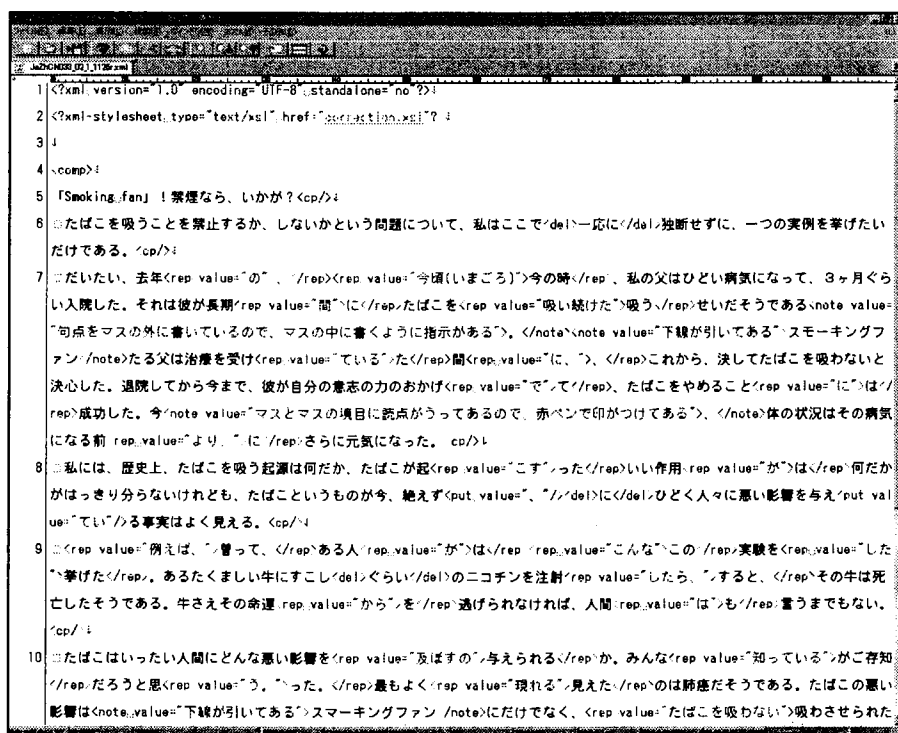 1 <?xml version="1.0" encoding="UTF-8" standalone="no"?>
2 <?xml-stylesheet type="text/xsl" href="correction.xsl"?
3
4 <comp>
5 「Smoking fan」！禁煙なら、いかが？<cp/>
6 たばこを吸うことを禁止するか、しないかという問題について、私はここで<del>一応に</del>独断せずに、一つの実例を挙げたい
だけである。<cp/>
7 だいたい、去年<rep value="の">、</rep><rep value="今頃(いまごろ)">今の時</rep>、私の父はひどい病気になって、３ヶ月ぐら
い入院した。それは彼が長期<rep value="間">に</rep>たばこを<rep value="吸い続けた">吸う</rep>せいだそうである<note value=
"句点をマスの外に書いているので、マスの中に書くように指示がある">。</note><note value="下線が引いてある">スモーキングフ
ァン</note>たる父は治療を受け<rep value="ている">た</rep>間<rep value="に、">、</rep>これから、決してたばこを吸わないと
決心した。退院してから今まで、彼が自分の意志の力のおかげ<rep value="で">て</rep>、たばこをやめること<rep value="に">は</
rep>成功した。今<note value="マスとマスの境目に読点がうってあるので、赤ペンで印がつけてある">、</note>体の状況はその病気
になる前<rep value="より、">に</rep>さらに元気になった。<cp/>
8 私には、歴史上、たばこを吸う起源は何だか、たばこが起<rep value="こす">った</rep>いい作用<rep value="が">は</rep>何だか
がはっきり分らないけれども、たばこというものが今、絶えず<put value="、"/><del>に</del>ひどく人々に悪い影響を与え<put val
ue="てい"/>る事実はよく見える。<cp/>
9 <rep value="例えば、">曽って、</rep>ある人<rep value="が">は</rep><rep value="こんな">この</rep>実験を<rep value="した
">挙げた</rep>。あるたくましい牛にすこし<del>ぐらい</del>のニコチンを注射<rep value="したら、">すると、</rep>その牛は死
亡したそうである。牛さえその命運<rep value="から">を</rep>逃げられなければ、人間<rep value="は">も</rep>言うまでもない。
<cp/>
10 たばこはいったい人間にどんな悪い影響を<rep value="及ぼすの">与えられる</rep>か。みんな<rep value="知っている">がご存知
</rep>だろうと思<rep value="う。">った。</rep>最もよく<rep value="現れる">見えた</rep>のは肺癌だそうである。たばこの悪い
影響は<note value="下線が引いてある">スマーキングファン</note>にだけでなく、<rep value="たばこを吸わない">吸わさせられた